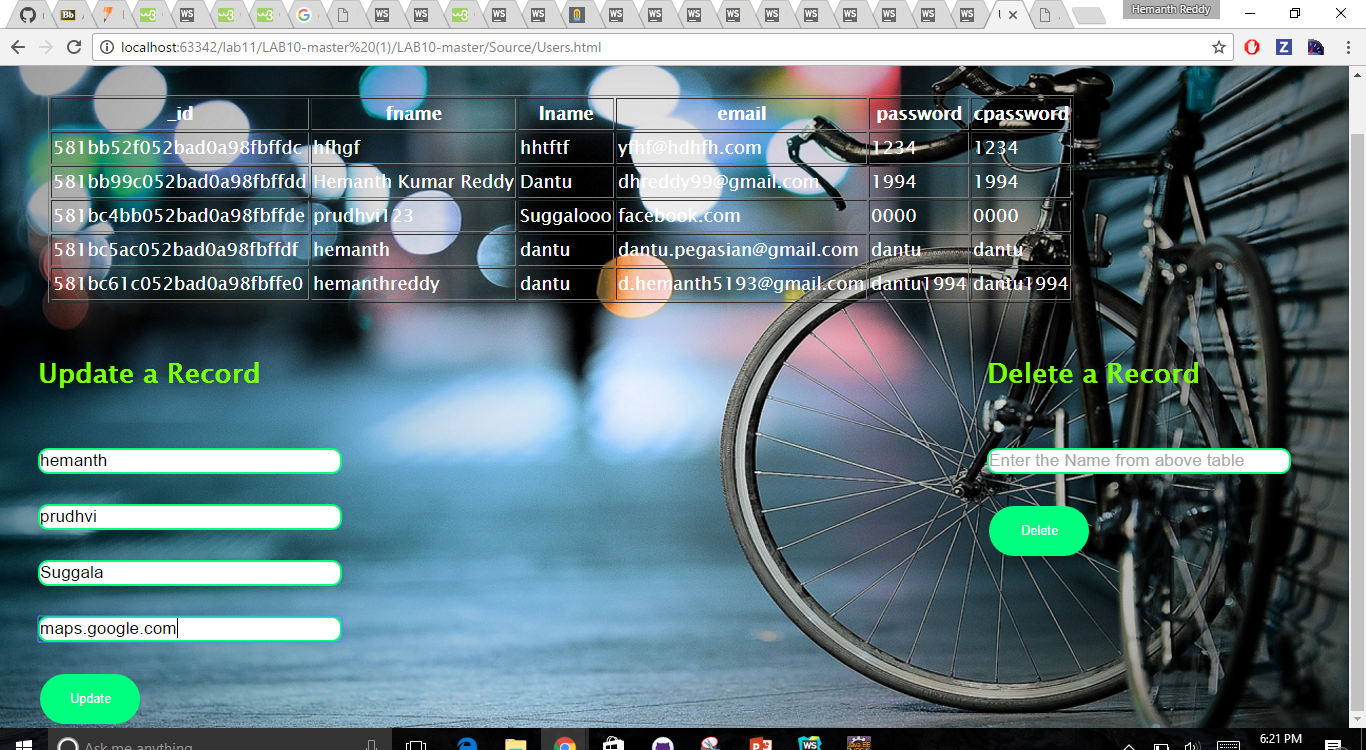 Hemanth Reddy
localhost:63342/lab11/LAB10-master%20(1)/LAB10-master/Source/Users.html
_id fname lname email password cpassword
581bb52f052bad0a98fbffdc hfhgf hhtftf yfhf@hdhfh.com 1234 1234
581bb99c052bad0a98fbffdd Hemanth Kumar Reddy Dantu dhreddy99@gmail.com 1994 1994
581bc4bb052bad0a98fbffde prudhvi123 Suggalooo facebook.com 0000 0000
581bc5ac052bad0a98fbffdf hemanth dantu dantu.pegasian@gmail.com dantu dantu
581bc61c052bad0a98fbffe0 hemanthreddy dantu d.hemanth5193@gmail.com dantu1994 dantu1994
Update a Record Delete a Record
hemanth Enter the Name from above table
prudhvi
Delete
Suggala
maps.google.com
Update
Ask me anything
6:21 PM